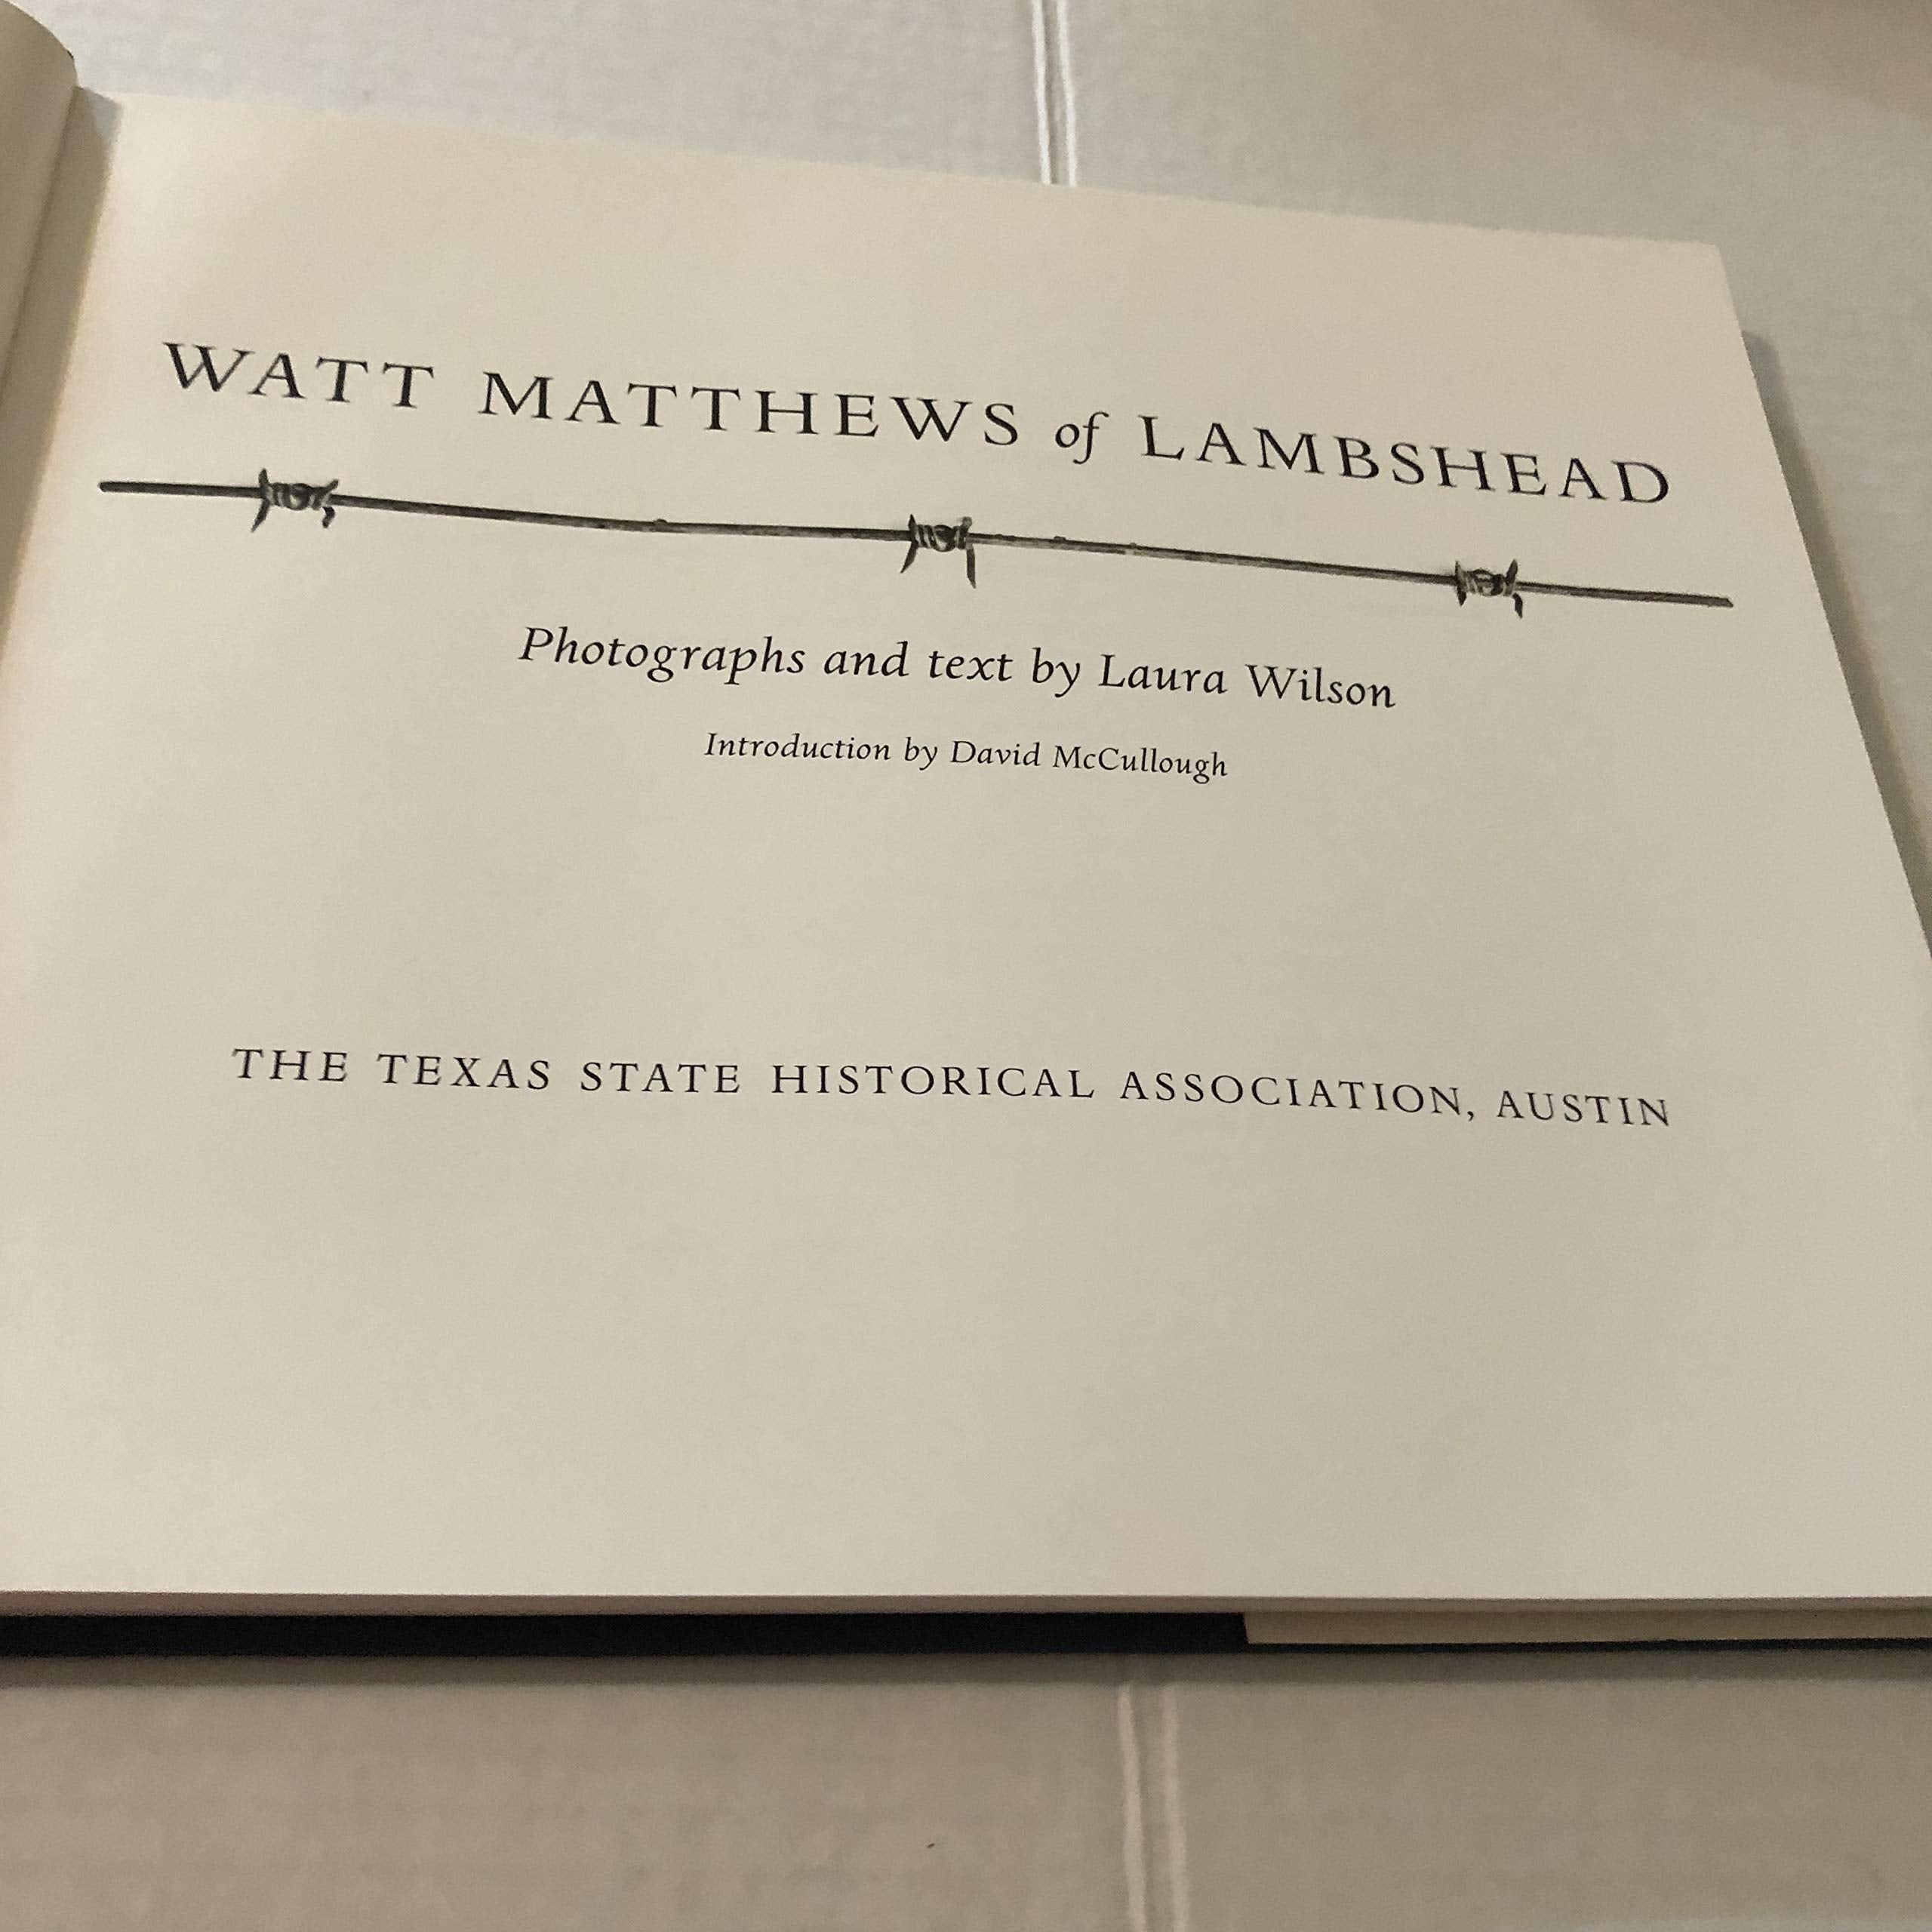 WATT MATTHEWS of LAMBSHEAD
Photographs and text by Laura Wilson
Introduction by David McCullough
THE TEXAS STATE HISTORICAL ASSOCIATION, AUSTIN